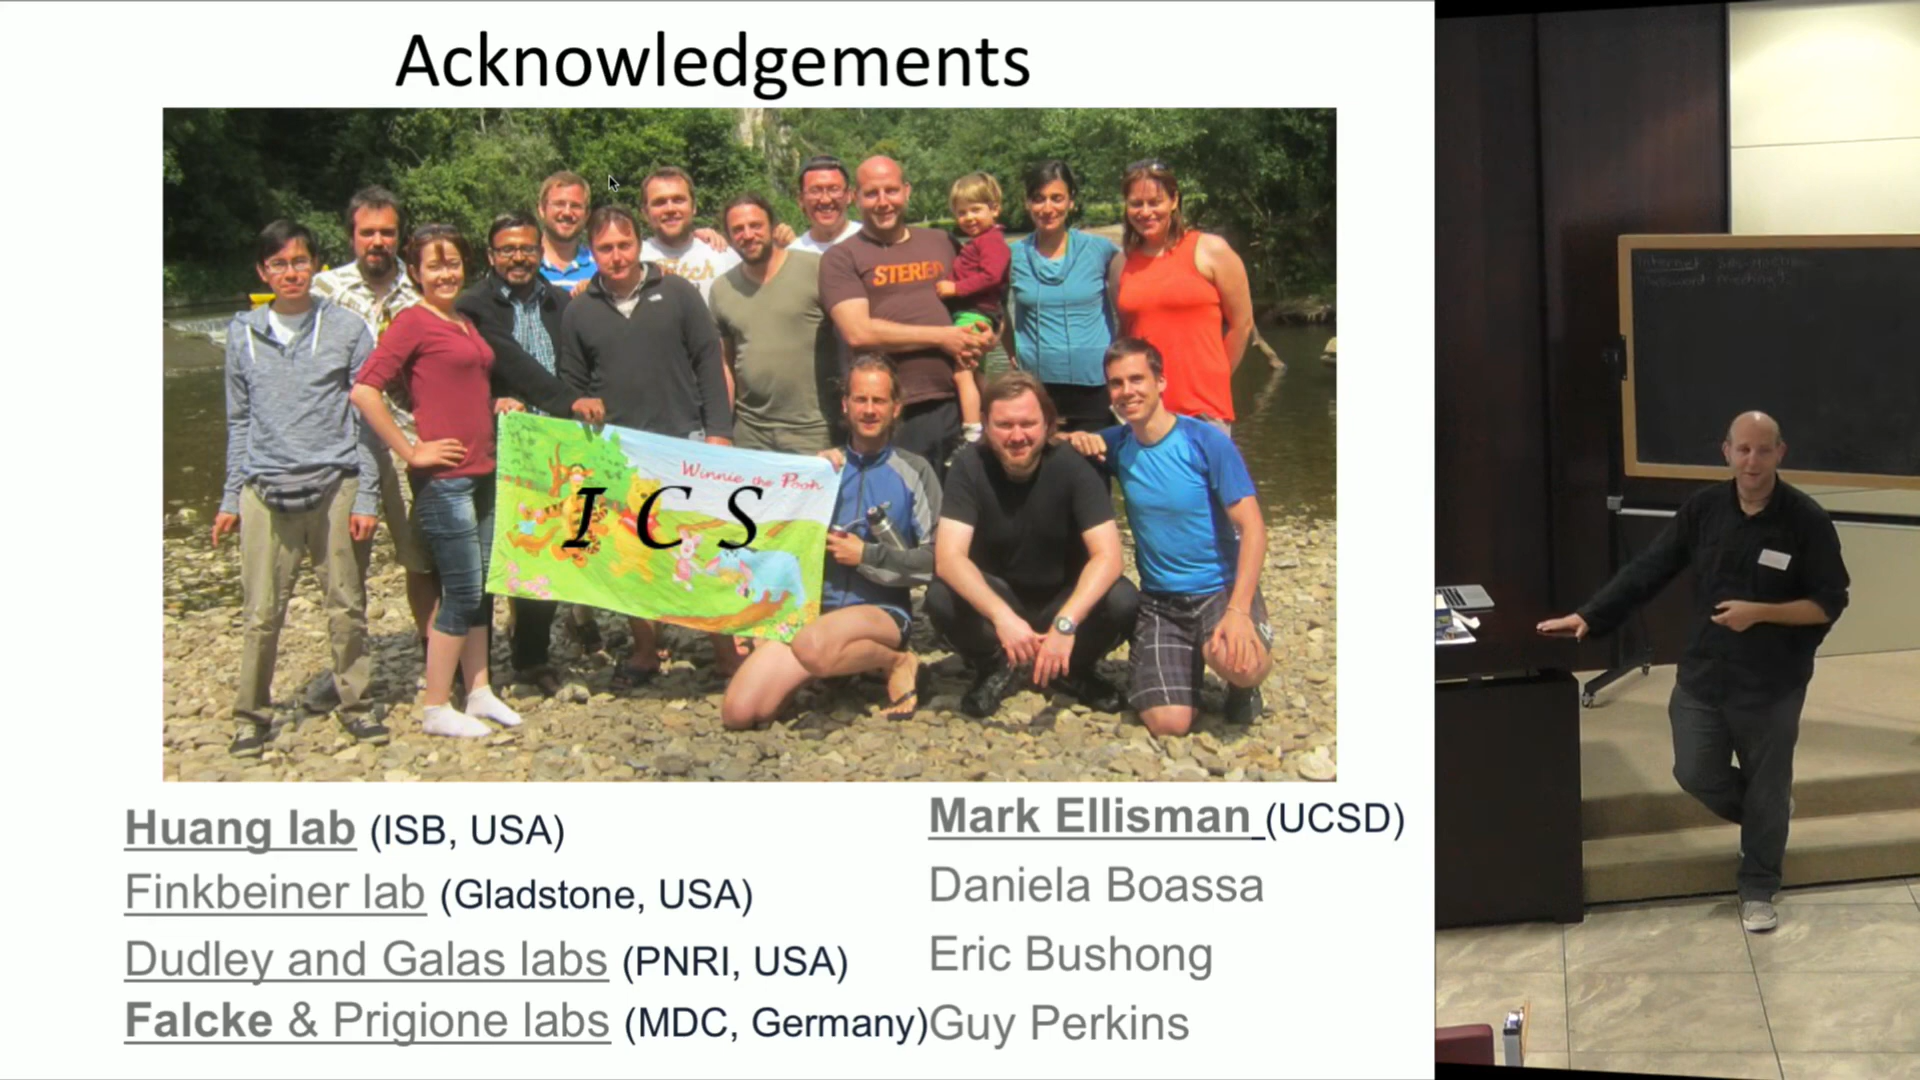 Acknowledgements
STEREO
Winnie the Pooh
I C S
Huang lab (ISB, USA)
Finkbeiner lab (Gladstone, USA)
Dudley and Galas labs (PNRI, USA)
Falcke & Prigione labs (MDC, Germany)
Mark Ellisman (UCSD)
Daniela Boassa
Eric Bushong
Guy Perkins
Internet